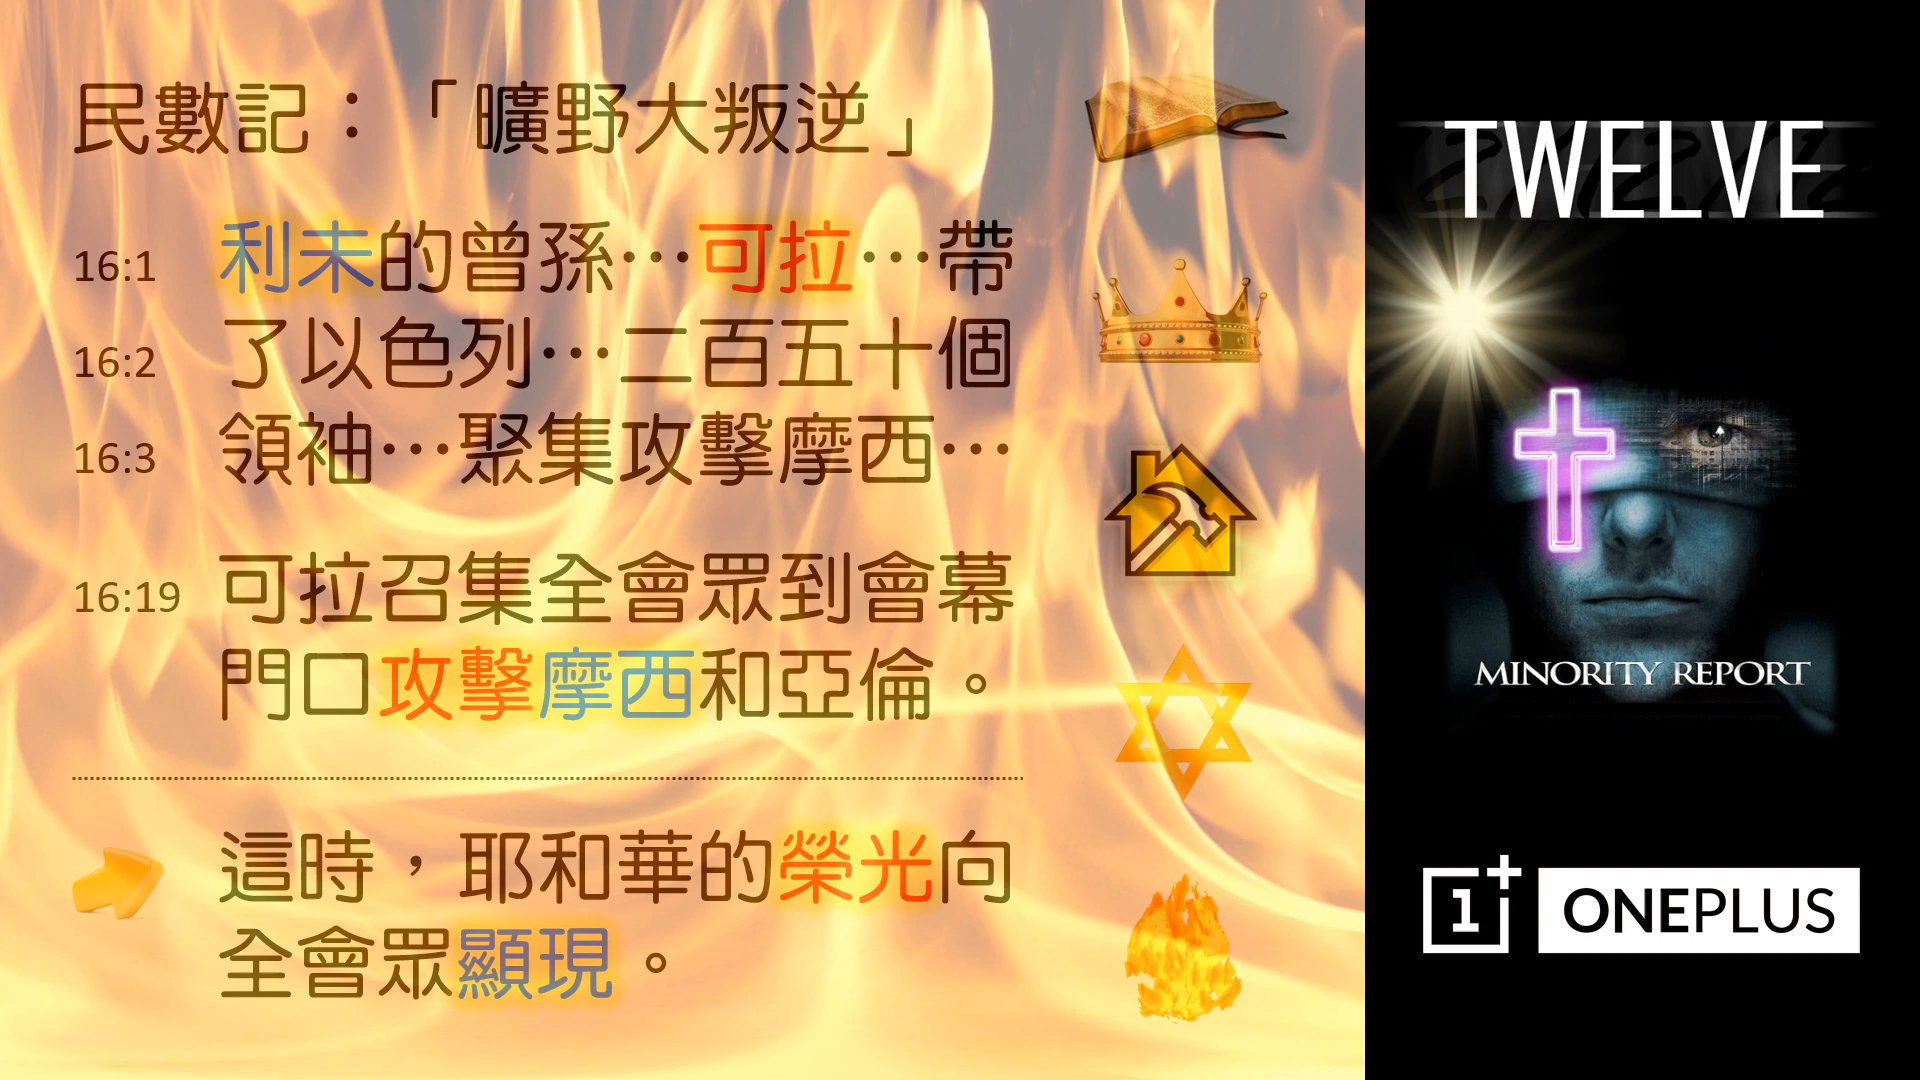 民數記：「曠野大叛逆」
16:1 利未的曾孫…可拉…帶
16:2 了以色列…二百五十個
16:3 領袖…聚集攻擊摩西…
16:19 可拉召集全會眾到會幕
門口攻擊摩西和亞倫。
這時，耶和華的榮光向
全會眾顯現。
TWELVE
MINORITY REPORT
1+ ONEPLUS